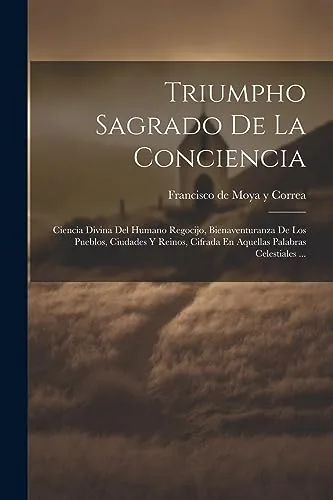 Triumpho
Sagrado De La
Conciencia
Francisco de Moya y Correa
Ciencia Divina Del Humano Regocijo, Bienaventuranza De Los
Pueblos, Ciudades Y Reinos, Cifrada En Aquellas Palabras
Celestiales ...